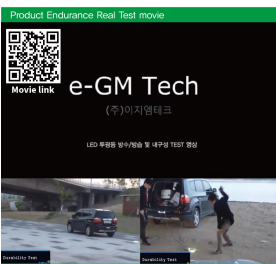 Product Endurance Real Test movie
Movie link
e-GM Tech
(주)이지엠테크
LED 투광등 방수/방습 및 내구성 TEST 영상
Durability Test
Durability Test